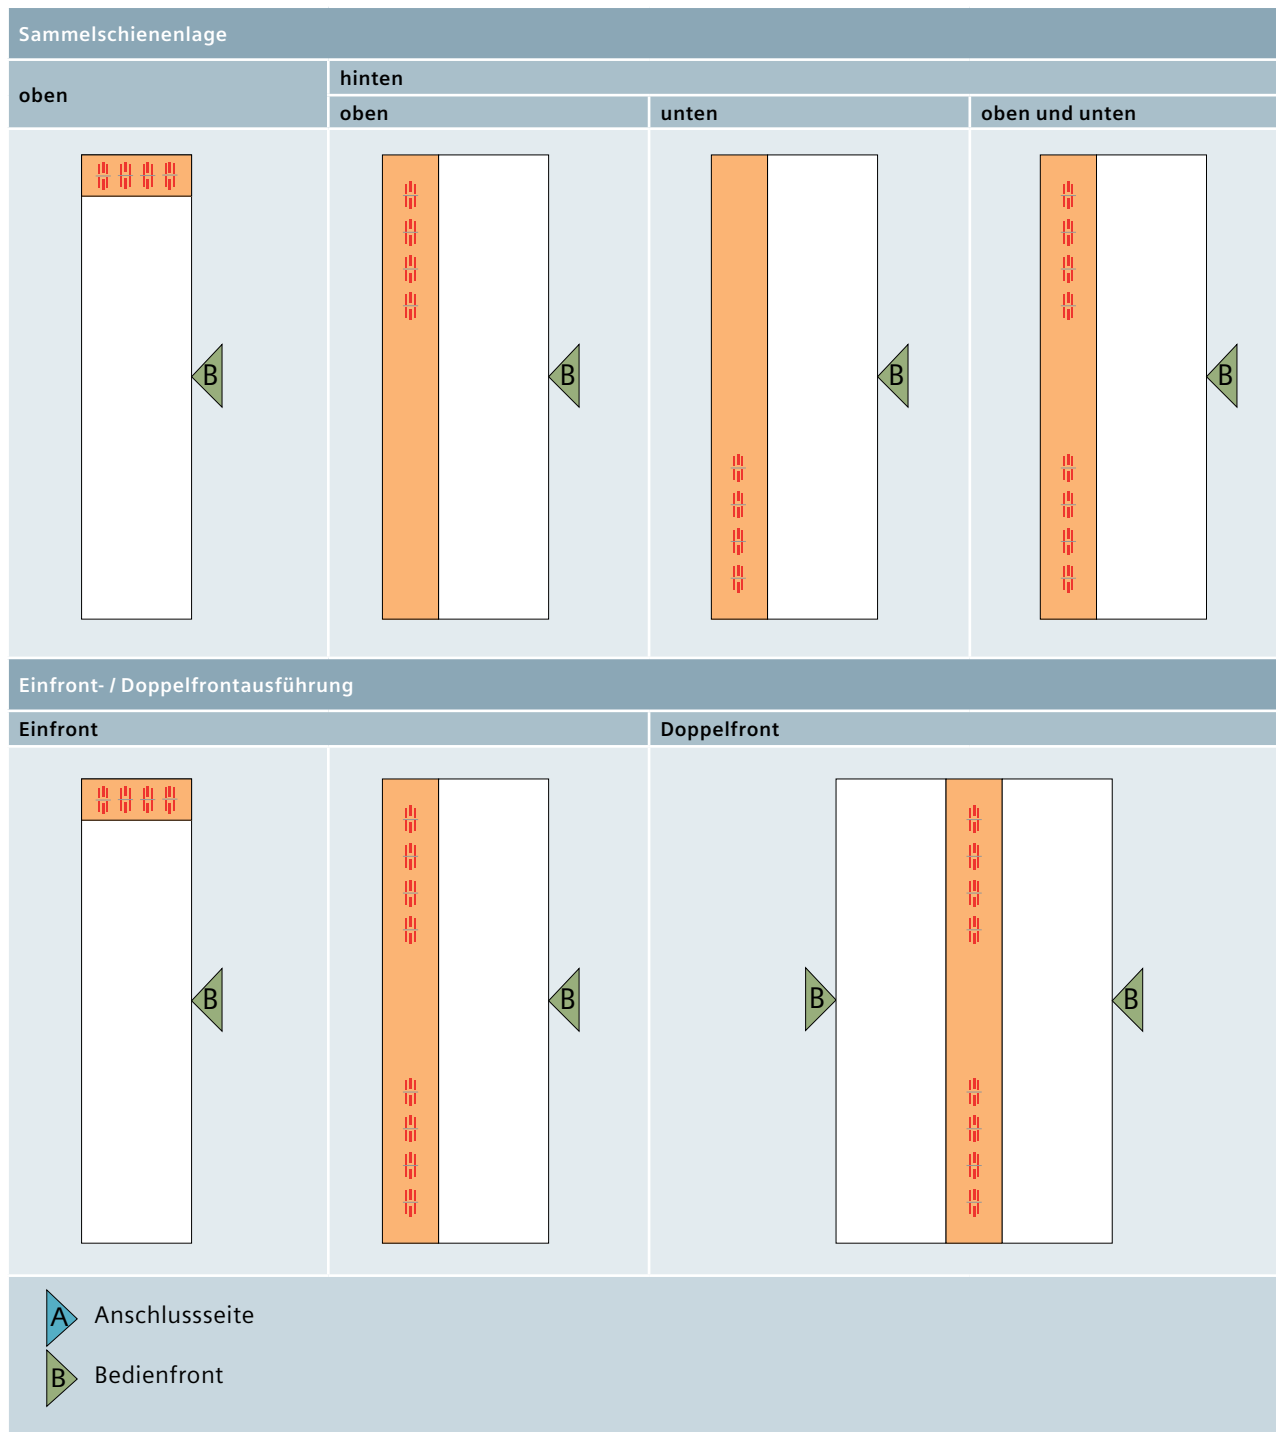 Sammelschienenlage
oben
hinten
oben
unten
oben und unten
B
B
B
B
Einfront- / Doppelfrontausführung
Einfront
Doppelfront
B
B
B
B
A Anschlussseite
B Bedienfront